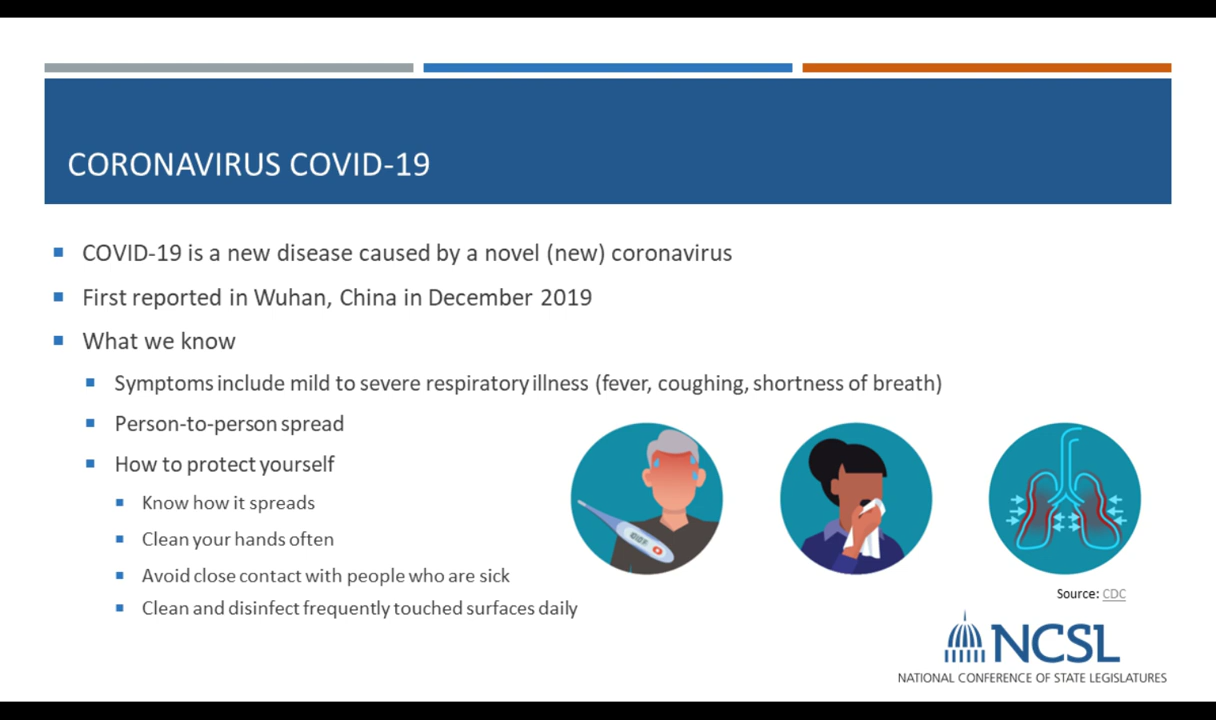 CORONAVIRUS COVID-19
COVID-19 is a new disease caused by a novel (new) coronavirus
First reported in Wuhan, China in December 2019
What we know
Symptoms include mild to severe respiratory illness (fever, coughing, shortness of breath)
Person-to-person spread
How to protect yourself
Know how it spreads
Clean your hands often
Avoid close contact with people who are sick
Clean and disinfect frequently touched surfaces daily
Source: CDC
NCSL
NATIONAL CONFERENCE OF STATE LEGISLATURES